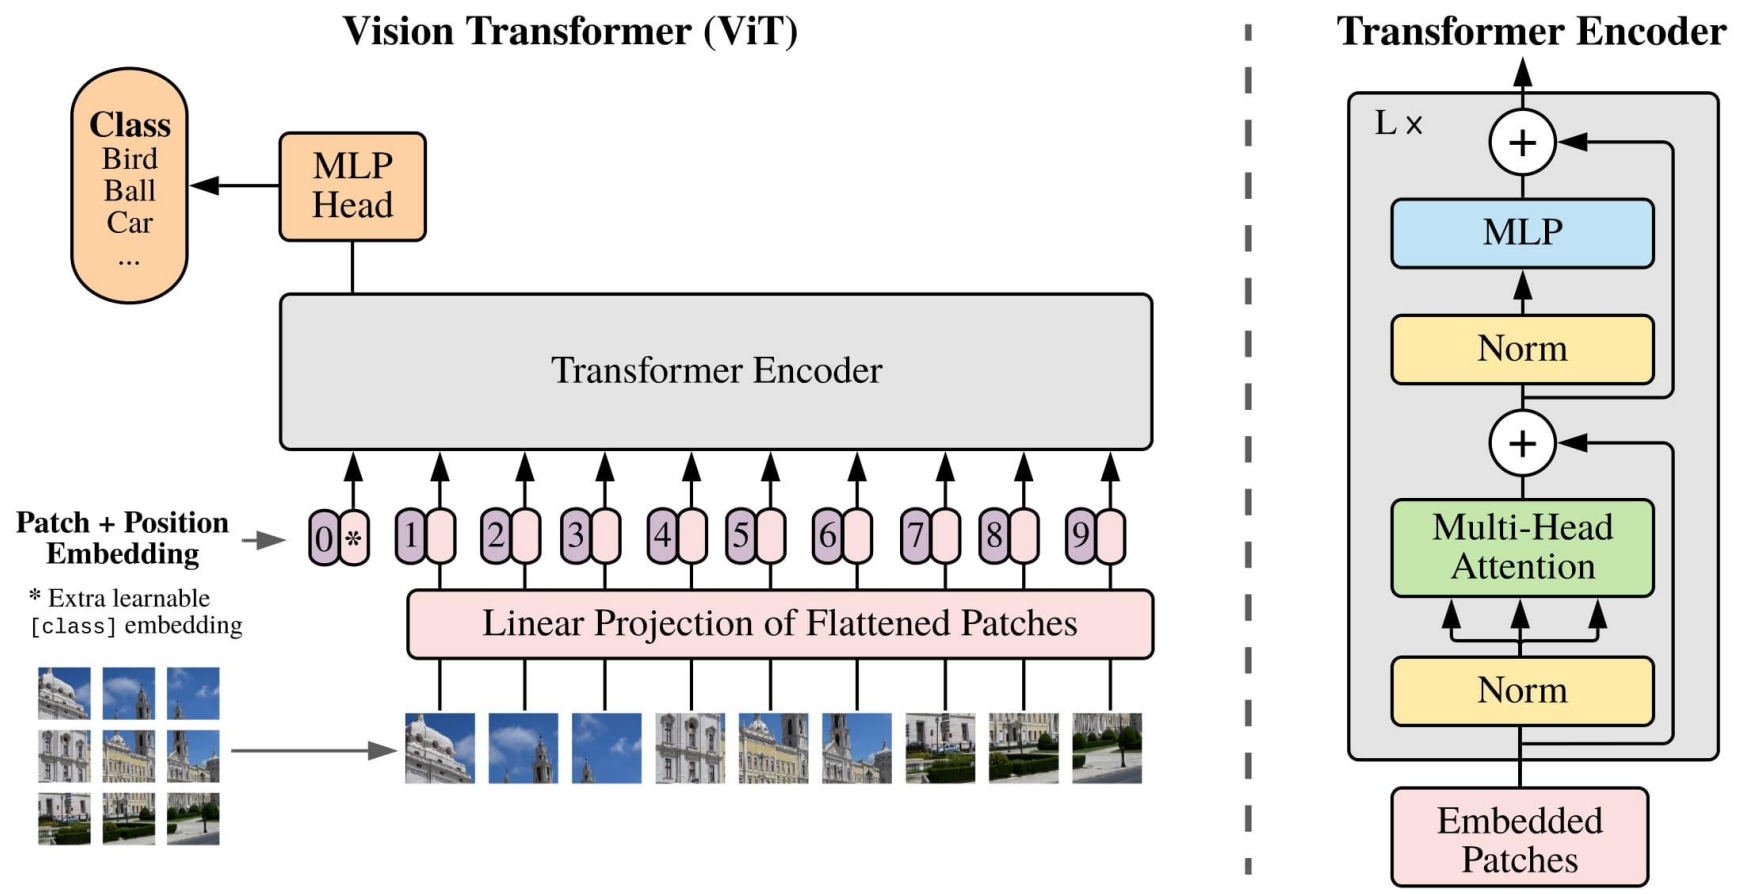 Vision Transformer (ViT)
Class
Bird
Ball
Car
...
MLP
Head
Transformer Encoder
Patch + Position
Embedding
0 * 1 2 3 4 5 6 7 8 9
* Extra learnable
[class] embedding
Linear Projection of Flattened Patches
Transformer Encoder
L ×
+
MLP
Norm
+
Multi-Head
Attention
Norm
Embedded
Patches